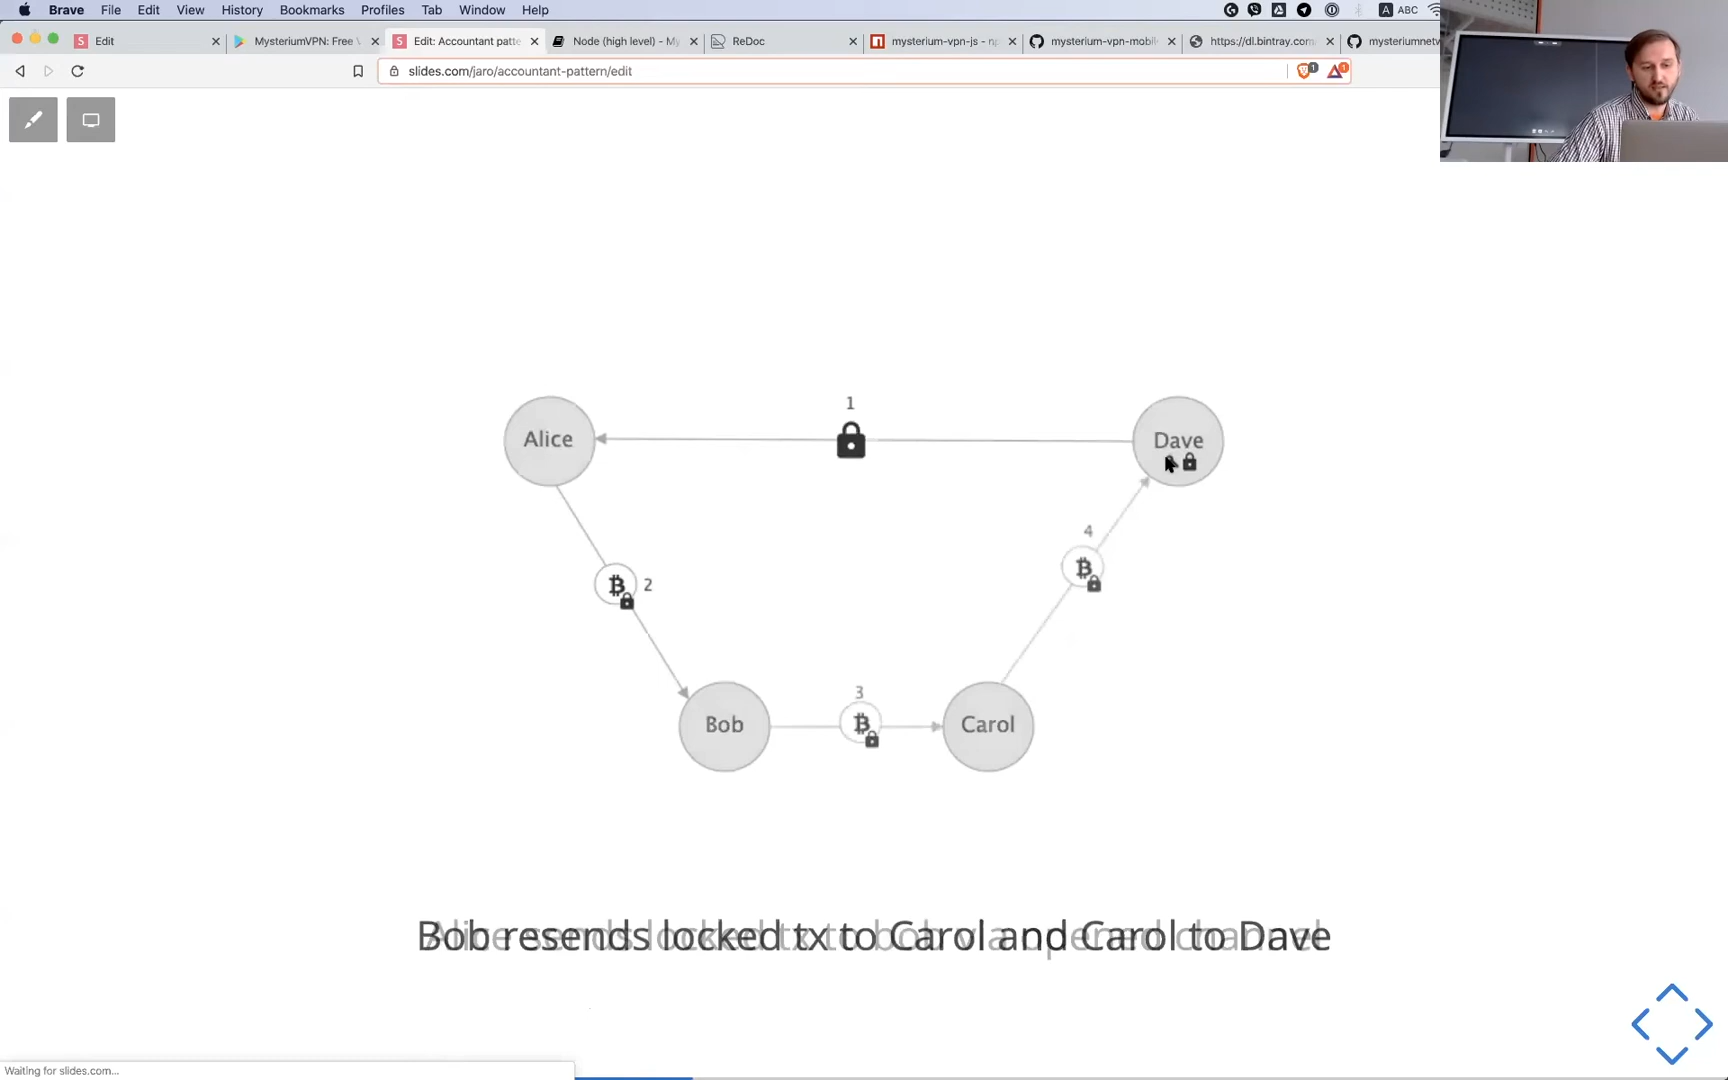 Brave File Edit View History Bookmarks Profiles Tab Window Help A ABC
Edit MysteriumVPN: Free Edit: Accountant patte Node (high level) - My ReDoc mysterium-vpn-js - np mysterium-vpn-mobil https://dl.bintray.com mysteriumnetw
slides.com/jaro/accountant-pattern/edit
1
Alice
Dave
4
2
3
Bob
Carol
Bob resends locked tx to Carol and Carol to Dave
Waiting for slides.com...